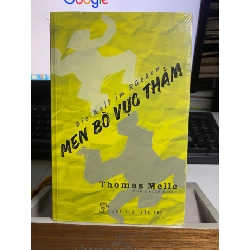 Google
Die Welt im Rücken
MEN BỜ VỰC THẲM
Thomas Melle